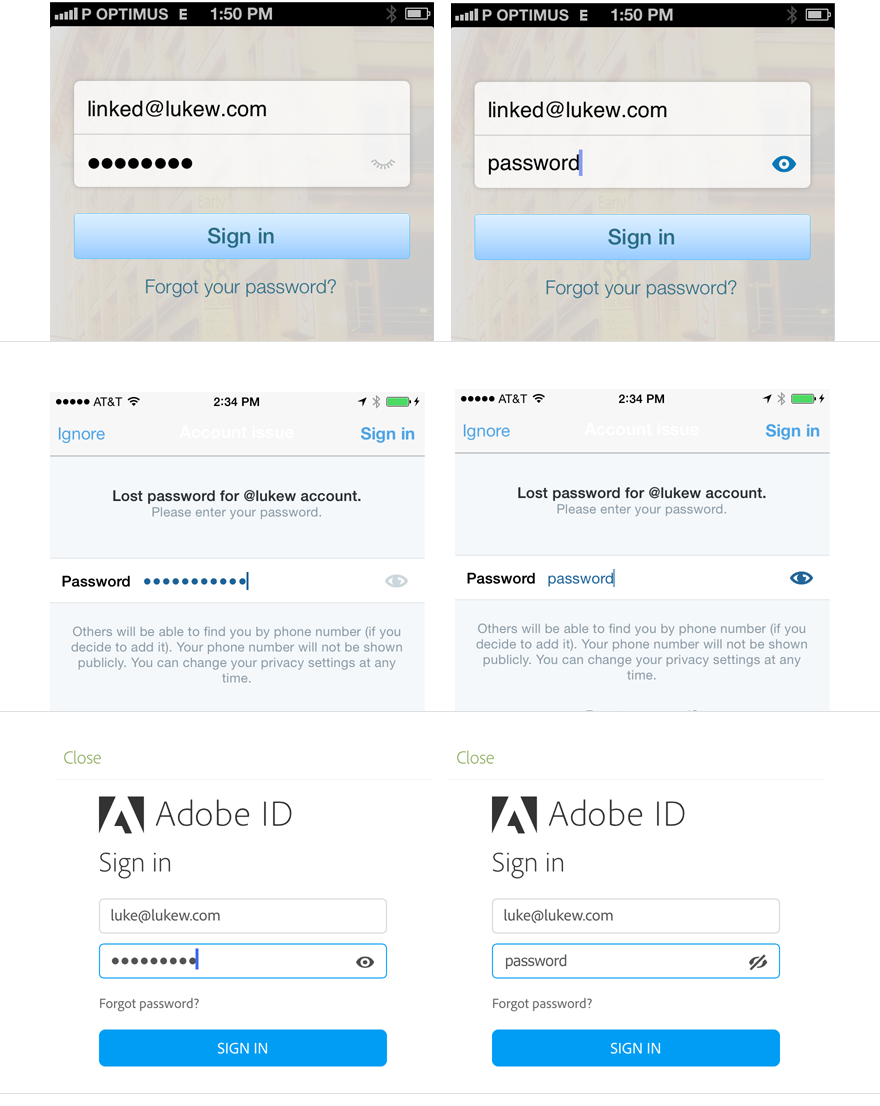 P OPTIMUS E 1:50 PM
linked@lukew.com
••••••••
Sign in
Forgot your password?
P OPTIMUS E 1:50 PM
linked@lukew.com
password
Sign in
Forgot your password?
AT&T 2:34 PM
Ignore Account issue Sign in
Lost password for @lukew account.
Please enter your password.
Password •••••••••••
Others will be able to find you by phone number (if you
decide to add it). Your phone number will not be shown
publicly. You can change your privacy settings at any
time.
AT&T 2:34 PM
Ignore Account issue Sign in
Lost password for @lukew account.
Please enter your password.
Password password
Others will be able to find you by phone number (if you
decide to add it). Your phone number will not be shown
publicly. You can change your privacy settings at any
time.
Close
Adobe ID
Sign in
luke@lukew.com
•••••••••
Forgot password?
SIGN IN
Close
Adobe ID
Sign in
luke@lukew.com
password
Forgot password?
SIGN IN